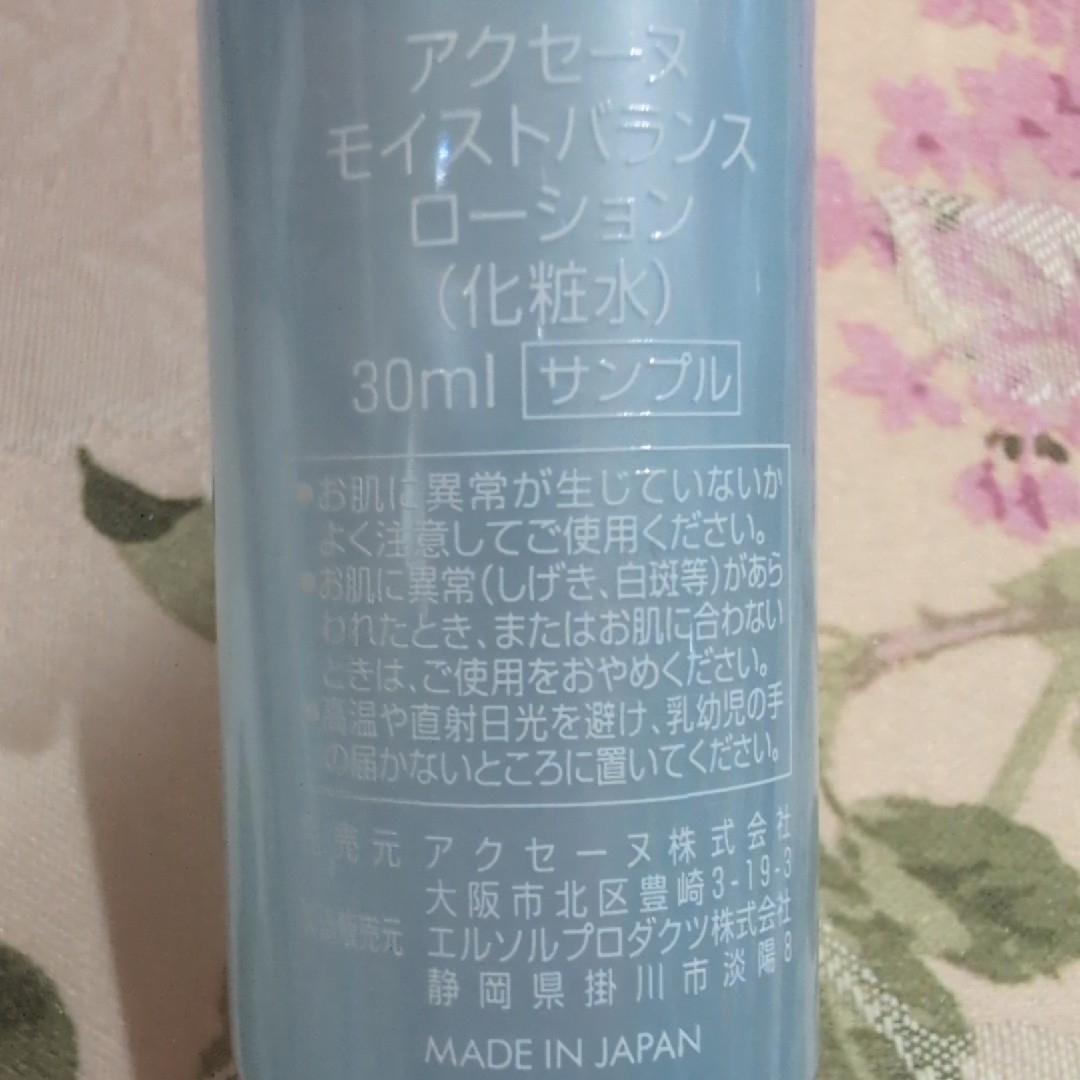 アクセーヌ
モイストバランス
ローション
(化粧水)
30ml サンプル
●お肌に異常が生じていないか
よく注意してご使用ください。
●お肌に異常(しげき、白斑等)があら
われたとき、またはお肌に合わない
ときは、ご使用をおやめください。
●高温や直射日光を避け、乳幼児の手
の届かないところに置いてください。
売元 アクセーヌ株式会社
大阪市北区豊崎3-19-3
販売元 エルソルプロダクツ株式会社
静岡県掛川市淡陽8
MADE IN JAPAN